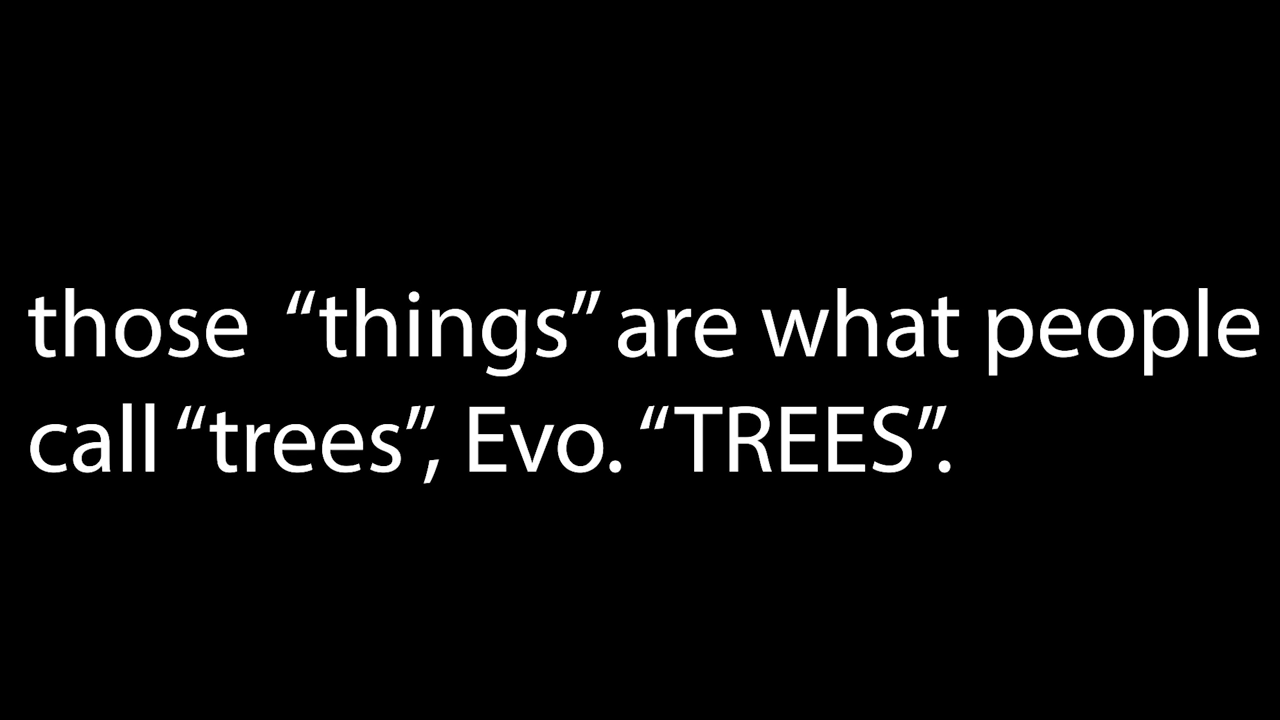 those “things” are what people
call “trees”, Evo. “TREES”.